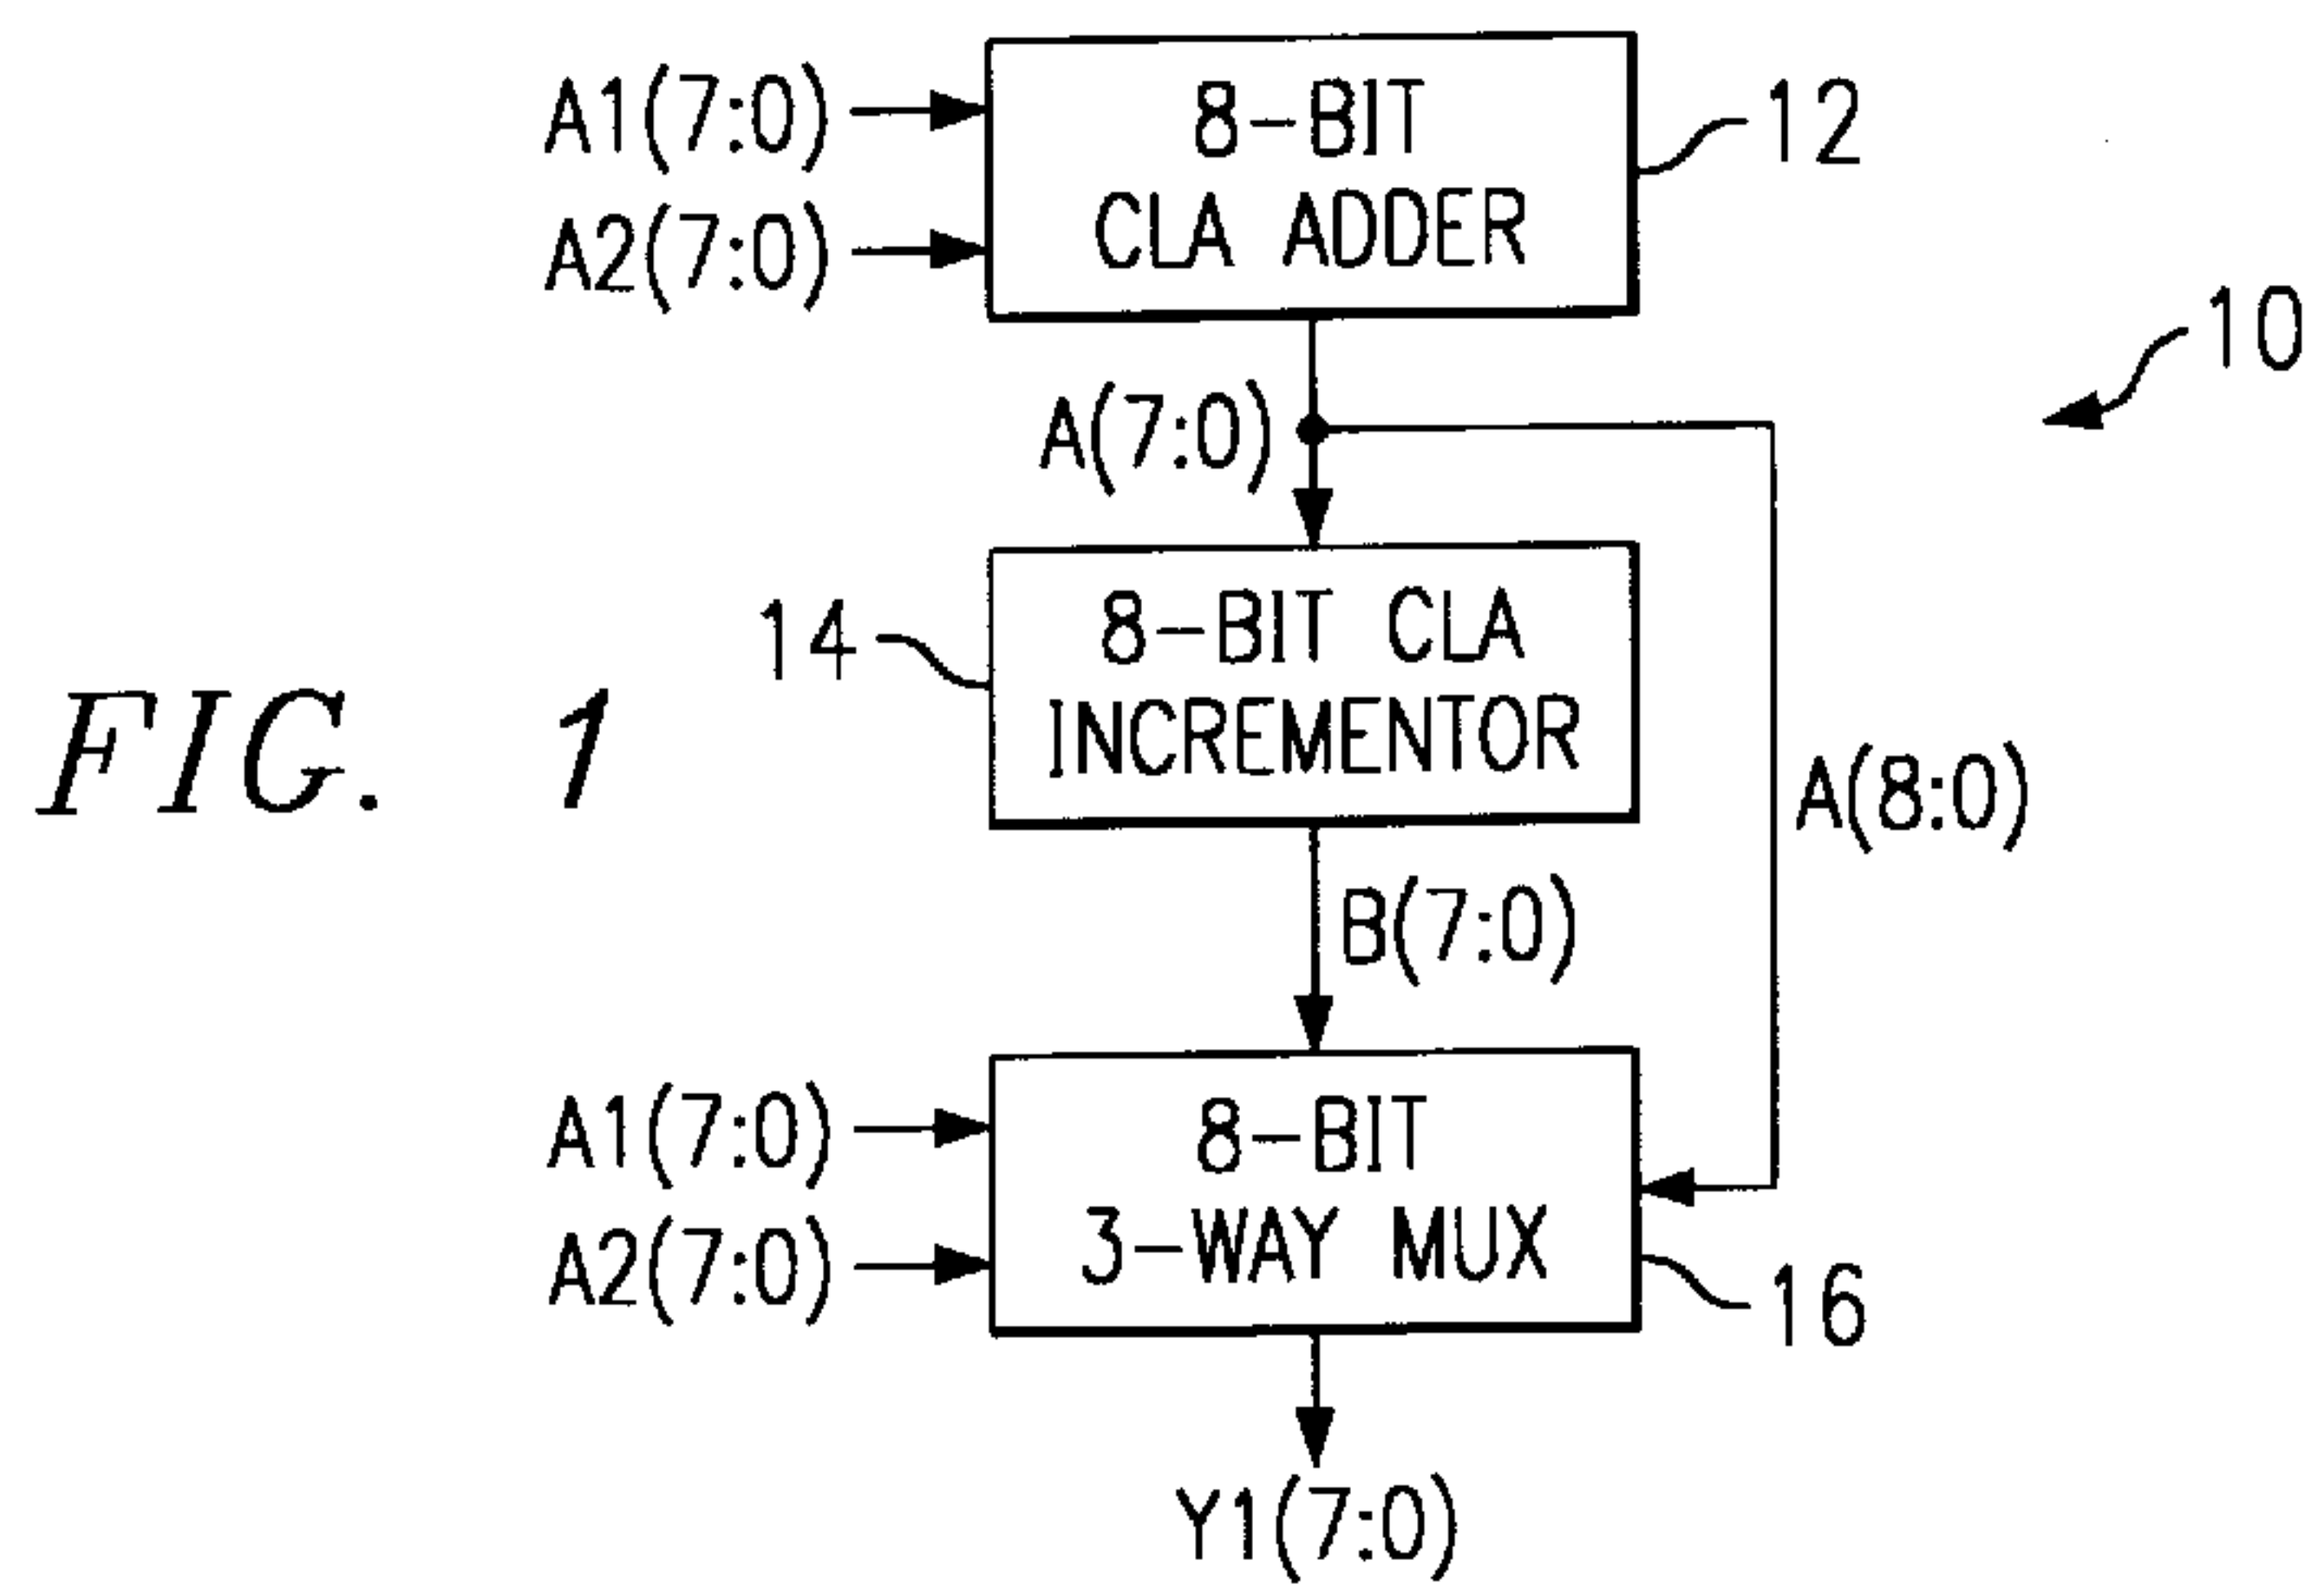 A1(7:0)
A2(7:0)
8-BIT
CLA ADDER
12
10
A(7:0)
14
8-BIT CLA
INCREMENTOR
FIG. 1
A(8:0)
B(7:0)
A1(7:0)
A2(7:0)
8-BIT
3-WAY MUX
16
Y1(7:0)